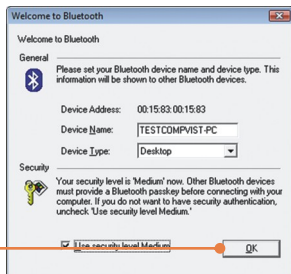 Welcome to Bluetooth
Welcome to Bluetooth
General
Please set your Bluetooth device name and device type. This
information will be shown to other Bluetooth devices.
Device Address: 00:15:83:00:15:83
Device Name: TESTCOMPVIST-PC
Device Type: Desktop
Security
Your security level is 'Medium' now. Other Bluetooth devices
must provide a Bluetooth passkey before connecting with your
computer. If you do not want to have security authentication,
uncheck 'Use security level Medium.'
Use security level Medium
OK